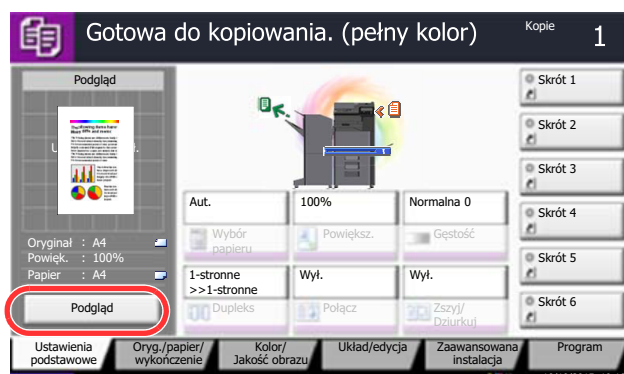 Gotowa do kopiowania. (pełny kolor)
Kopie
1
Podgląd
Oryginał : A4
Powięk. : 100%
Papier : A4
Podgląd
Aut.
Wybór
papieru
100%
Powiększ.
Normalna 0
Gęstość
1-stronne
>>1-stronne
Dupleks
Wył.
Połącz
Wył.
Zszyj/
Dziurkuj
Skrót 1
Skrót 2
Skrót 3
Skrót 4
Skrót 5
Skrót 6
Ustawienia
podstawowe
Oryg./papier/
wykończenie
Kolor/
Jakość obrazu
Układ/edycja
Zaawansowana
instalacja
Program